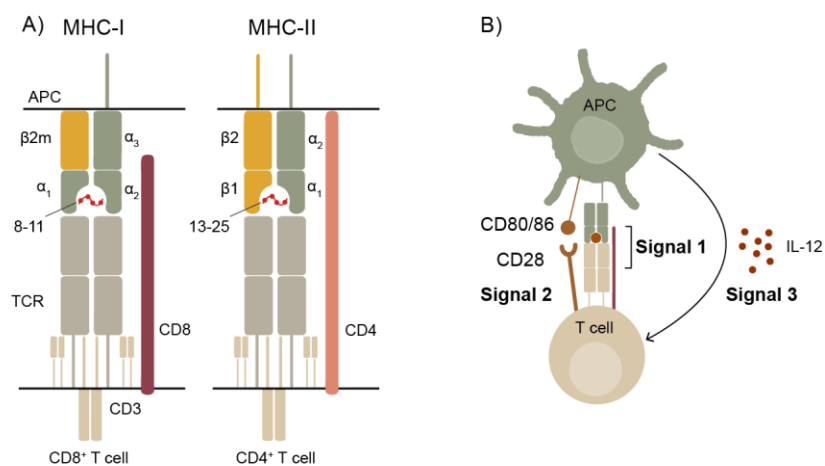 A)
MHC-I
MHC-II
APC
β2m
α₃
α₁
α₂
8-11
TCR
CD8
CD3
CD8⁺ T cell
β2
α₂
β1
α₁
13-25
CD4
CD4⁺ T cell
B)
APC
CD80/86
CD28
Signal 1
Signal 2
IL-12
Signal 3
T cell